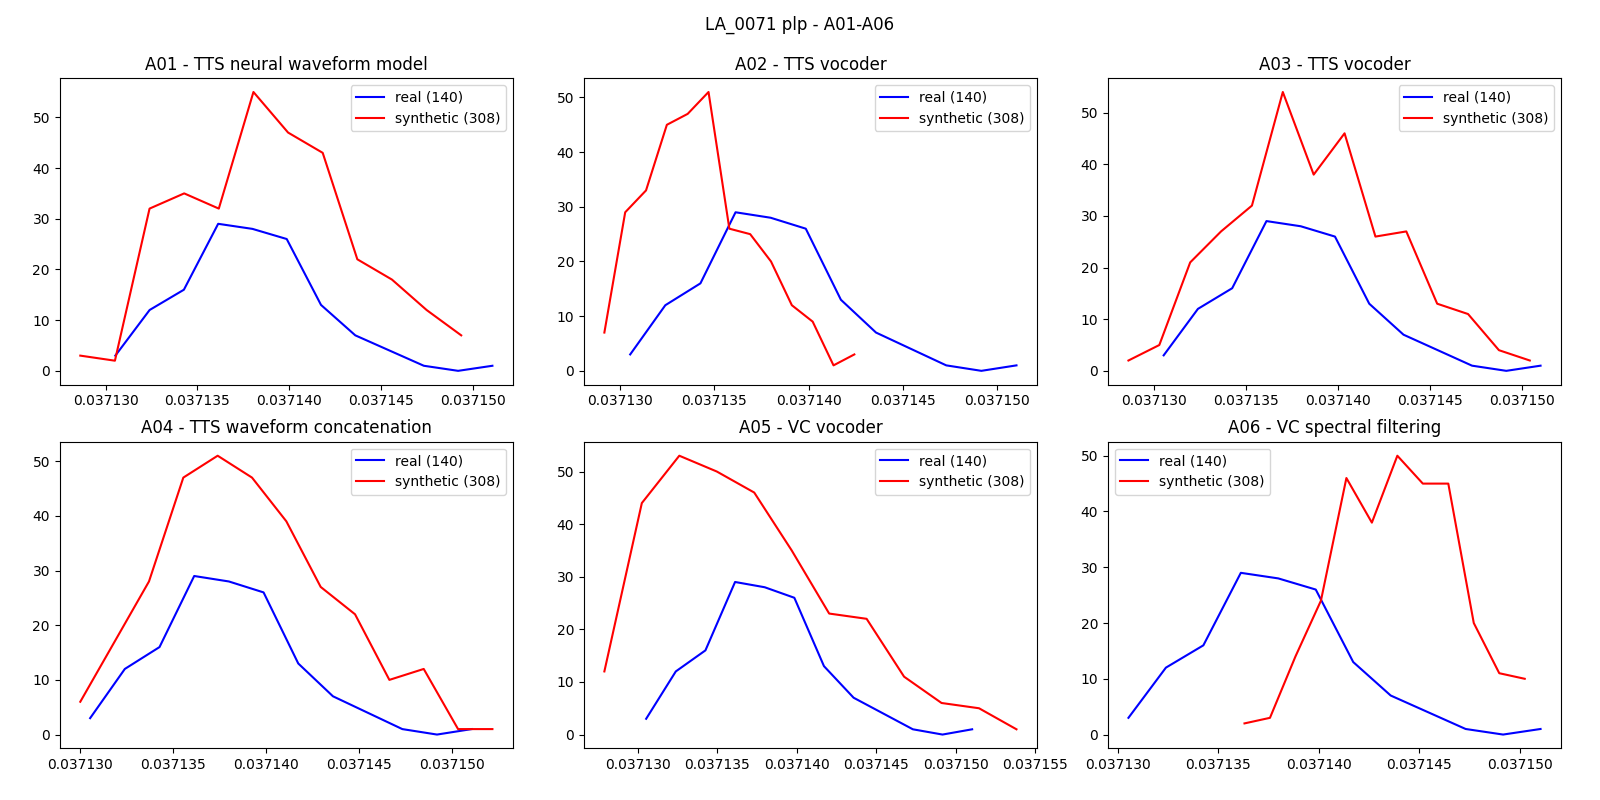 LA_0071 plp - A01-A06
A01 - TTS neural waveform model
real (140)
synthetic (308)
50
40
30
20
10
0
0.037130 0.037135 0.037140 0.037145 0.037150
A02 - TTS vocoder
real (140)
synthetic (308)
50
40
30
20
10
0
0.037130 0.037135 0.037140 0.037145 0.037150
A03 - TTS vocoder
real (140)
synthetic (308)
50
40
30
20
10
0
0.037130 0.037135 0.037140 0.037145 0.037150
A04 - TTS waveform concatenation
real (140)
synthetic (308)
50
40
30
20
10
0
0.037130 0.037135 0.037140 0.037145 0.037150
A05 - VC vocoder
real (140)
synthetic (308)
50
40
30
20
10
0
0.037130 0.037135 0.037140 0.037145 0.037150 0.037155
A06 - VC spectral filtering
real (140)
synthetic (308)
50
40
30
20
10
0
0.037130 0.037135 0.037140 0.037145 0.037150